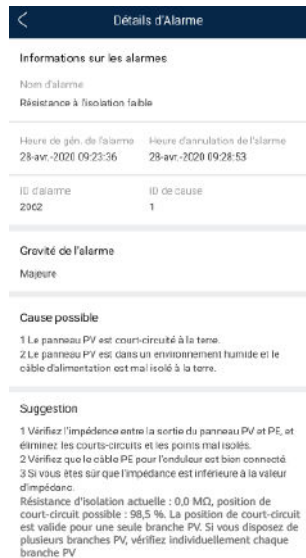 Détails d'Alarme
Informations sur les alarmes
Nom d'alarme
Résistance à l'isolation faible
Heure de gén. de l'alarme Heure d'annulation de l'alarme
28-avr.-2020 09:23:36 28-avr.-2020 09:28:53
ID d'alarme ID de cause
2062 1
Gravité de l'alarme
Majeure
Cause possible
1 Le panneau PV est court-circuité à la terre.
2 Le panneau PV est dans un environnement humide et le
câble d'alimentation est mal isolé à la terre.
Suggestion
1 Vérifiez l'impédence entre la sortie du panneau PV et PE, et
éliminez les courts-circuits et les points mal isolés.
2 Vérifiez que le câble PE pour l'onduleur est bien connecté.
3 Si vous êtes sûr que l'impédance est inférieure à la valeur
d'impédanc.
Résistance d'isolation actuelle : 0,0 MΩ, position de
court-circuit possible : 98,5 %. La position de court-circuit
est valide pour une seule branche PV. Si vous disposez de
plusieurs branches PV, vérifiez individuellement chaque
branche PV